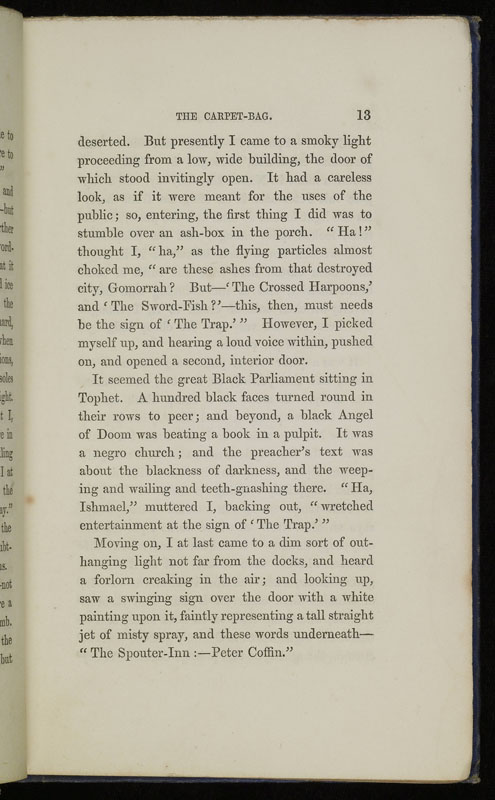 THE CARPET-BAG. 13
deserted. But presently I came to a smoky light
proceeding from a low, wide building, the door of
which stood invitingly open. It had a careless
look, as if it were meant for the uses of the
public; so, entering, the first thing I did was to
stumble over an ash-box in the porch. “Ha!”
thought I, “ha,” as the flying particles almost
choked me, “are these ashes from that destroyed
city, Gomorrah? But—‘The Crossed Harpoons,’
and ‘The Sword-Fish?’—this, then, must needs
be the sign of ‘The Trap.’” However, I picked
myself up, and hearing a loud voice within, pushed
on, and opened a second, interior door.
It seemed the great Black Parliament sitting in
Tophet. A hundred black faces turned round in
their rows to peer; and beyond, a black Angel
of Doom was beating a book in a pulpit. It was
a negro church; and the preacher’s text was
about the blackness of darkness, and the weep-
ing and wailing and teeth-gnashing there. “Ha,
Ishmael,” muttered I, backing out, “wretched
entertainment at the sign of ‘The Trap.’”
Moving on, I at last came to a dim sort of out-
hanging light not far from the docks, and heard
a forlorn creaking in the air; and looking up,
saw a swinging sign over the door with a white
painting upon it, faintly representing a tall straight
jet of misty spray, and these words underneath—
“The Spouter-Inn:—Peter Coffin.”